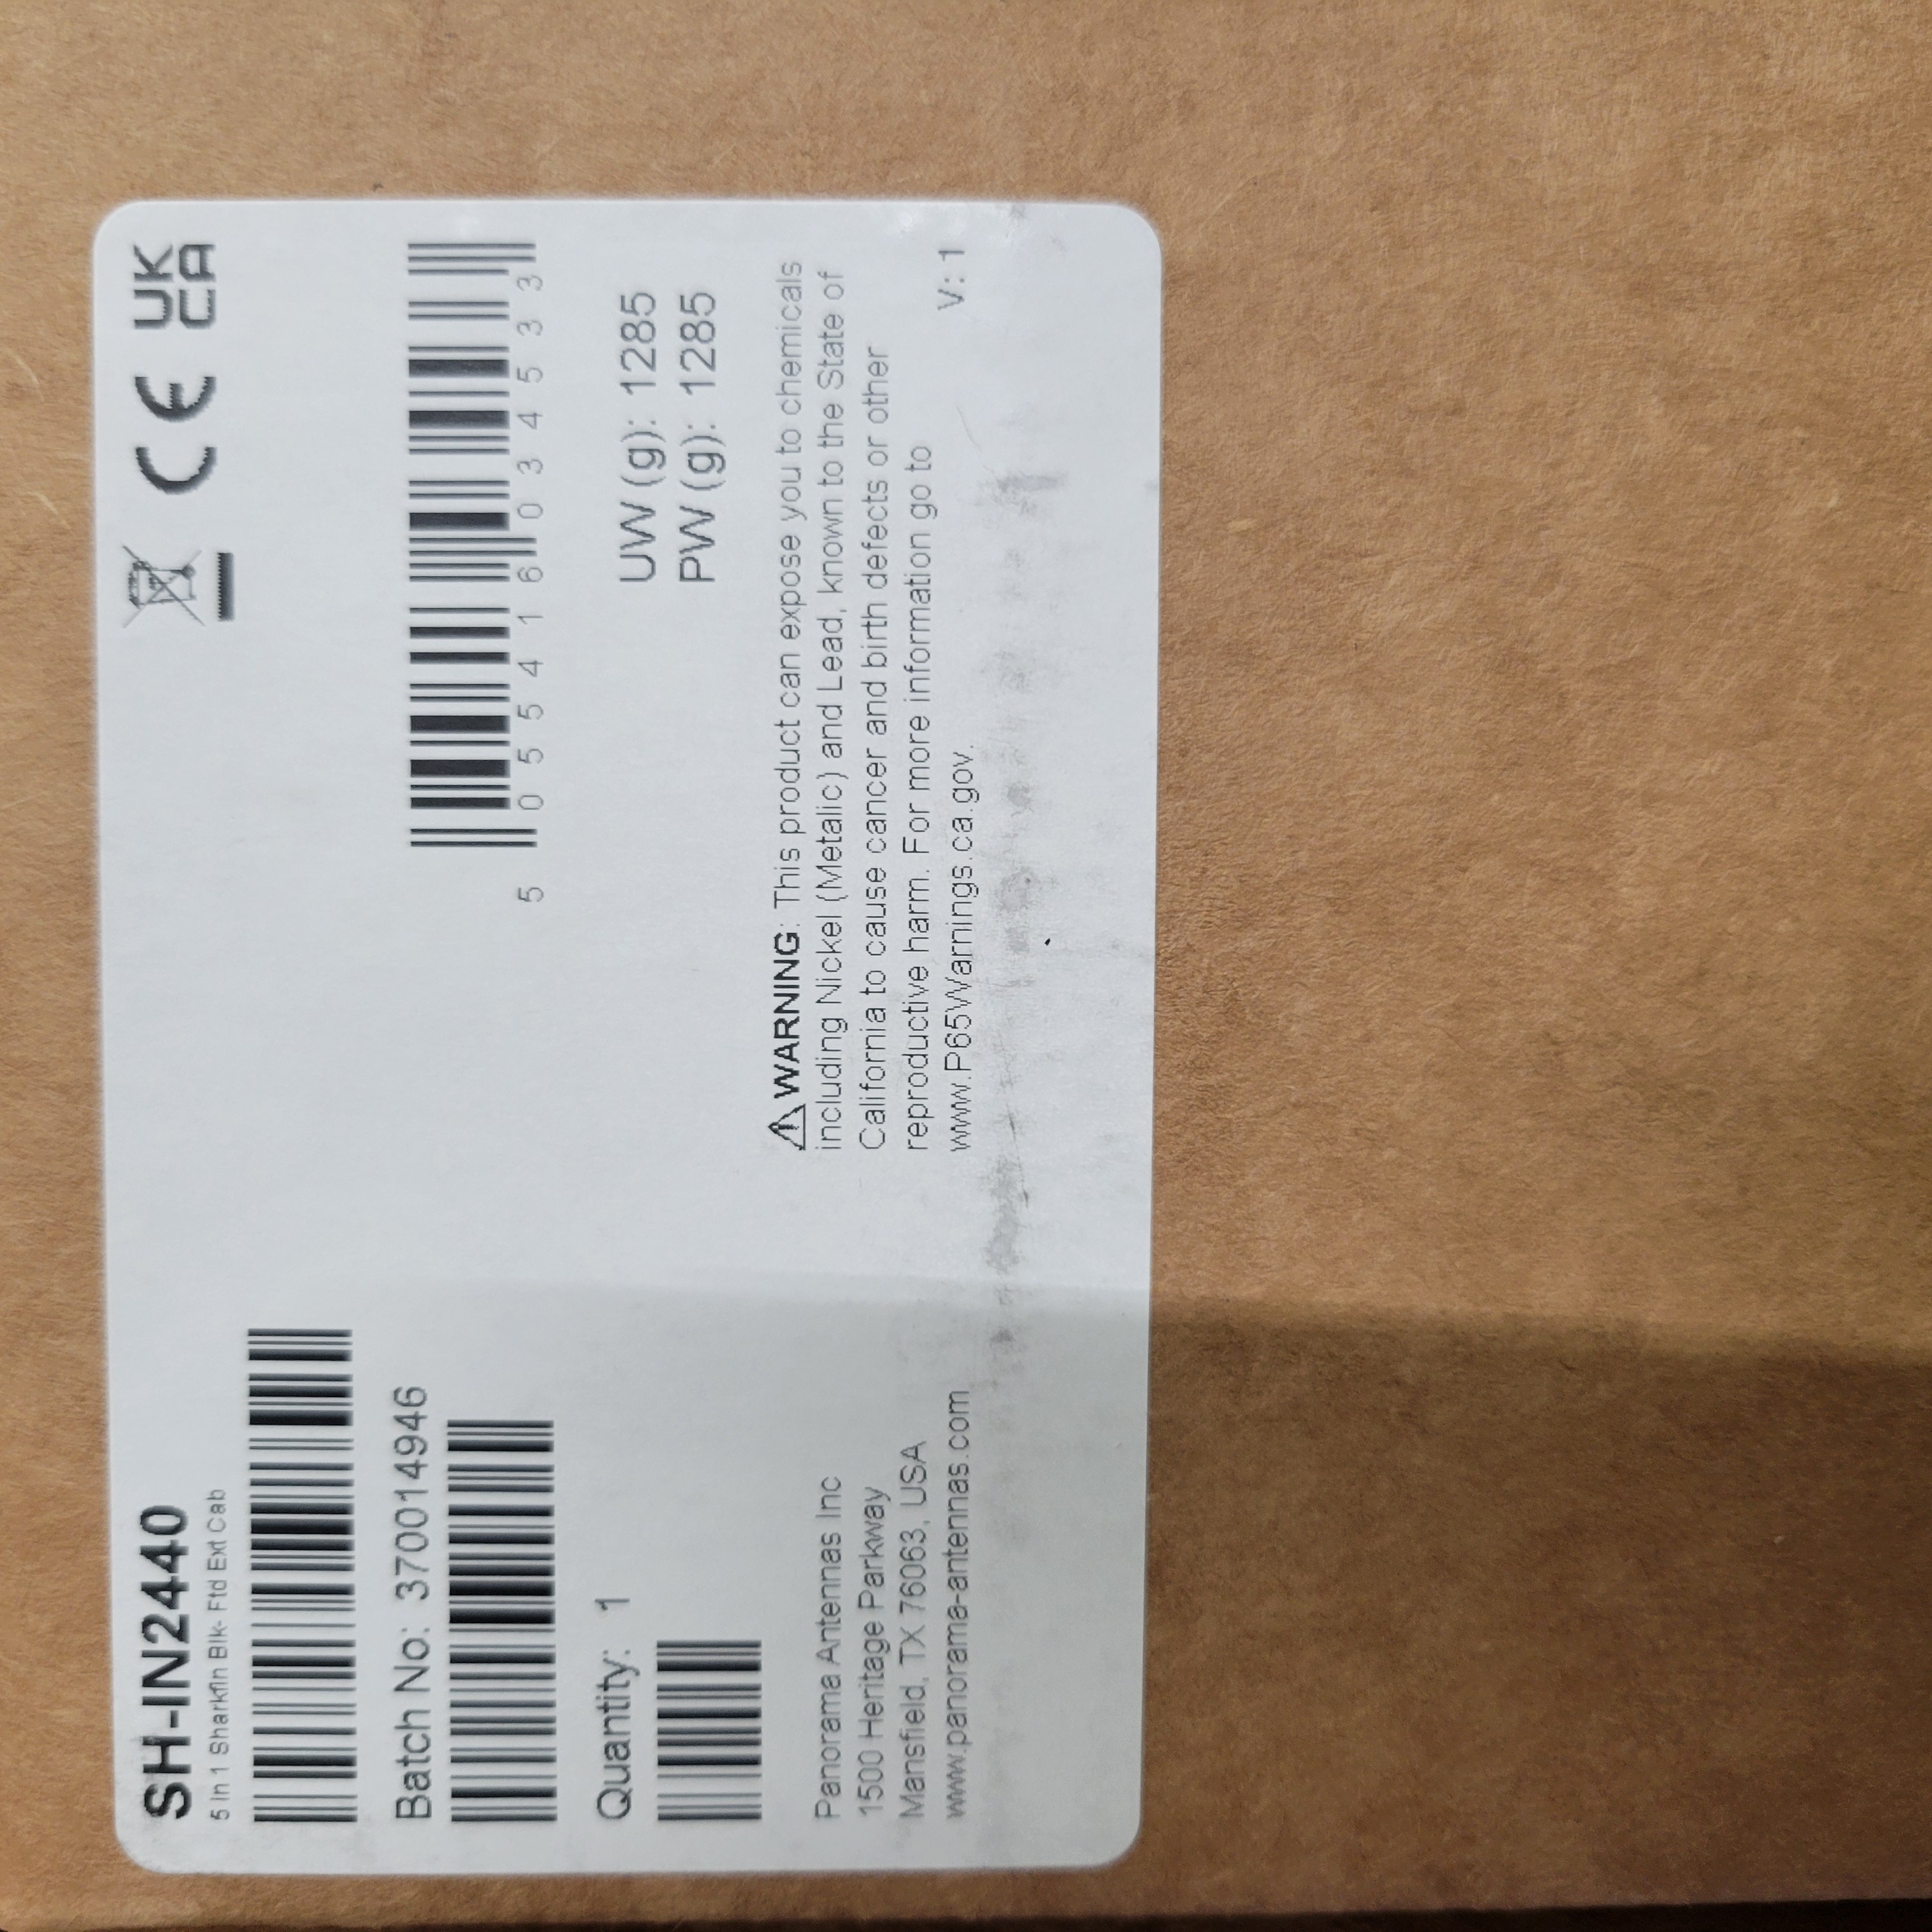 SH-IN2440
5 In 1 Sharkfin Blk- Ftd Ext Cab
CE UK CA
Batch No: 370014946
5 055416 034533
Quantity: 1
UW (g): 1285
PW (g): 1285
Panorama Antennas Inc
1500 Heritage Parkway
Mansfield, TX 76063, USA
www.panorama-antennas.com
WARNING: This product can expose you to chemicals
including Nickel (Metalic) and Lead, known to the State of
California to cause cancer and birth defects or other
reproductive harm. For more information go to
www.P65Warnings.ca.gov.
V: 1